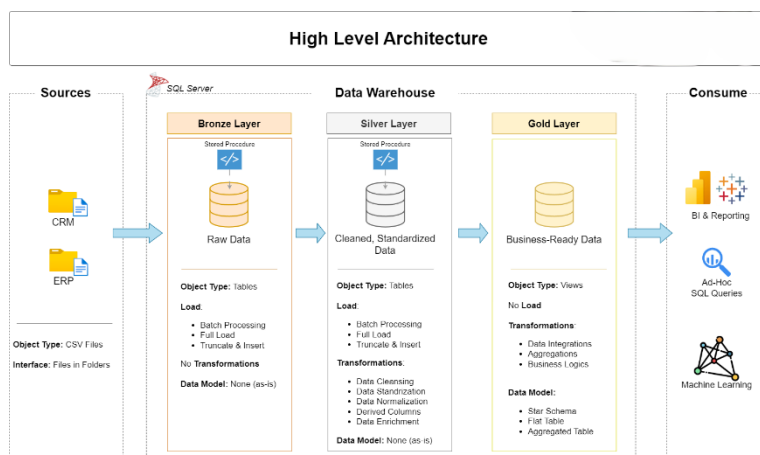 High Level Architecture
Sources
SQL Server
Data Warehouse
Consume
CRM
ERP
Object Type: CSV Files
Interface: Files in Folders
Bronze Layer
Stored Procedure
</>
Raw Data
Object Type: Tables
Load:
Batch Processing
Full Load
Truncate & Insert
No Transformations
Data Model: None (as-is)
Silver Layer
Stored Procedure
</>
Cleaned, Standardized
Data
Object Type: Tables
Load:
Batch Processing
Full Load
Truncate & Insert
Transformations:
Data Cleansing
Data Standrization
Data Normalization
Derived Columns
Data Enrichment
Data Model: None (as-is)
Gold Layer
Business-Ready Data
Object Type: Views
No Load
Transformations:
Data Integrations
Aggregations
Business Logics
Data Model:
Star Schema
Flat Table
Aggregated Table
BI & Reporting
Ad-Hoc
SQL Queries
Machine Learning